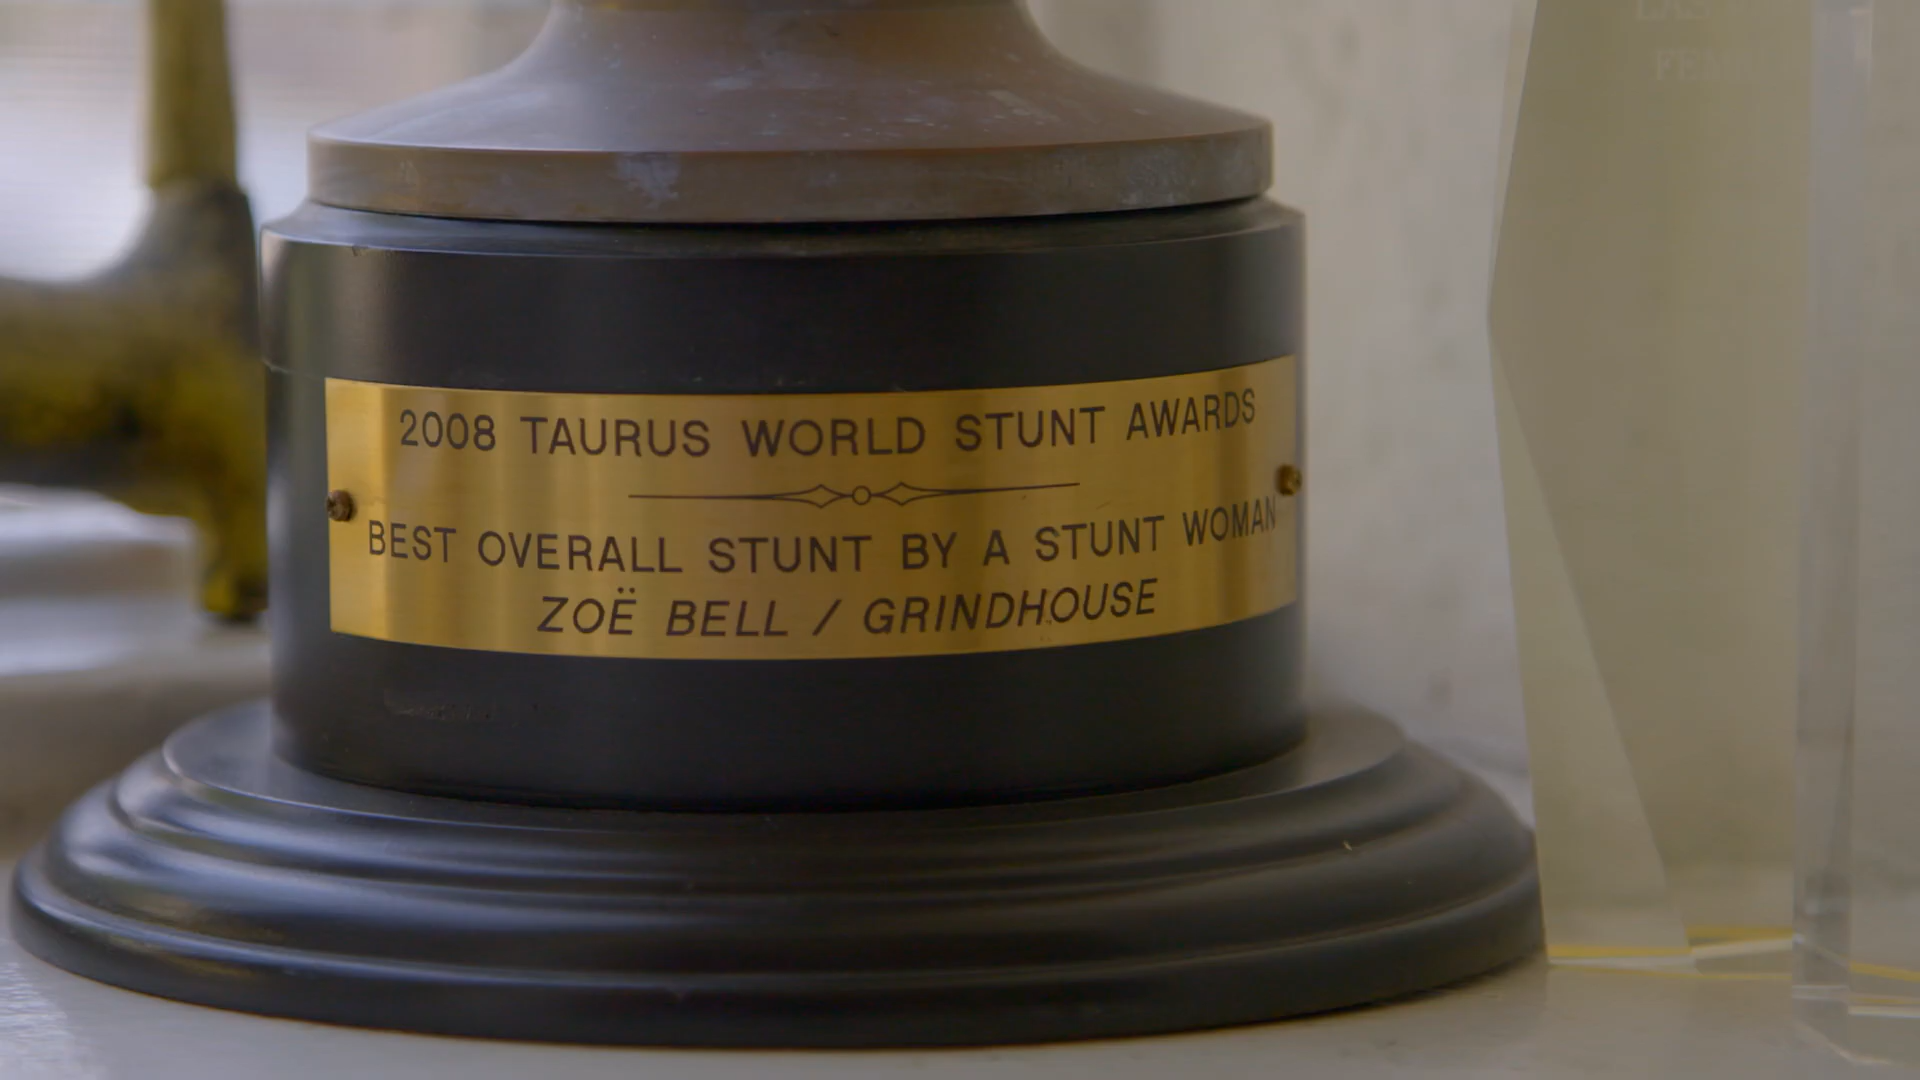 2008 TAURUS WORLD STUNT AWARDS
BEST OVERALL STUNT BY A STUNT WOMAN
ZOË BELL / GRINDHOUSE